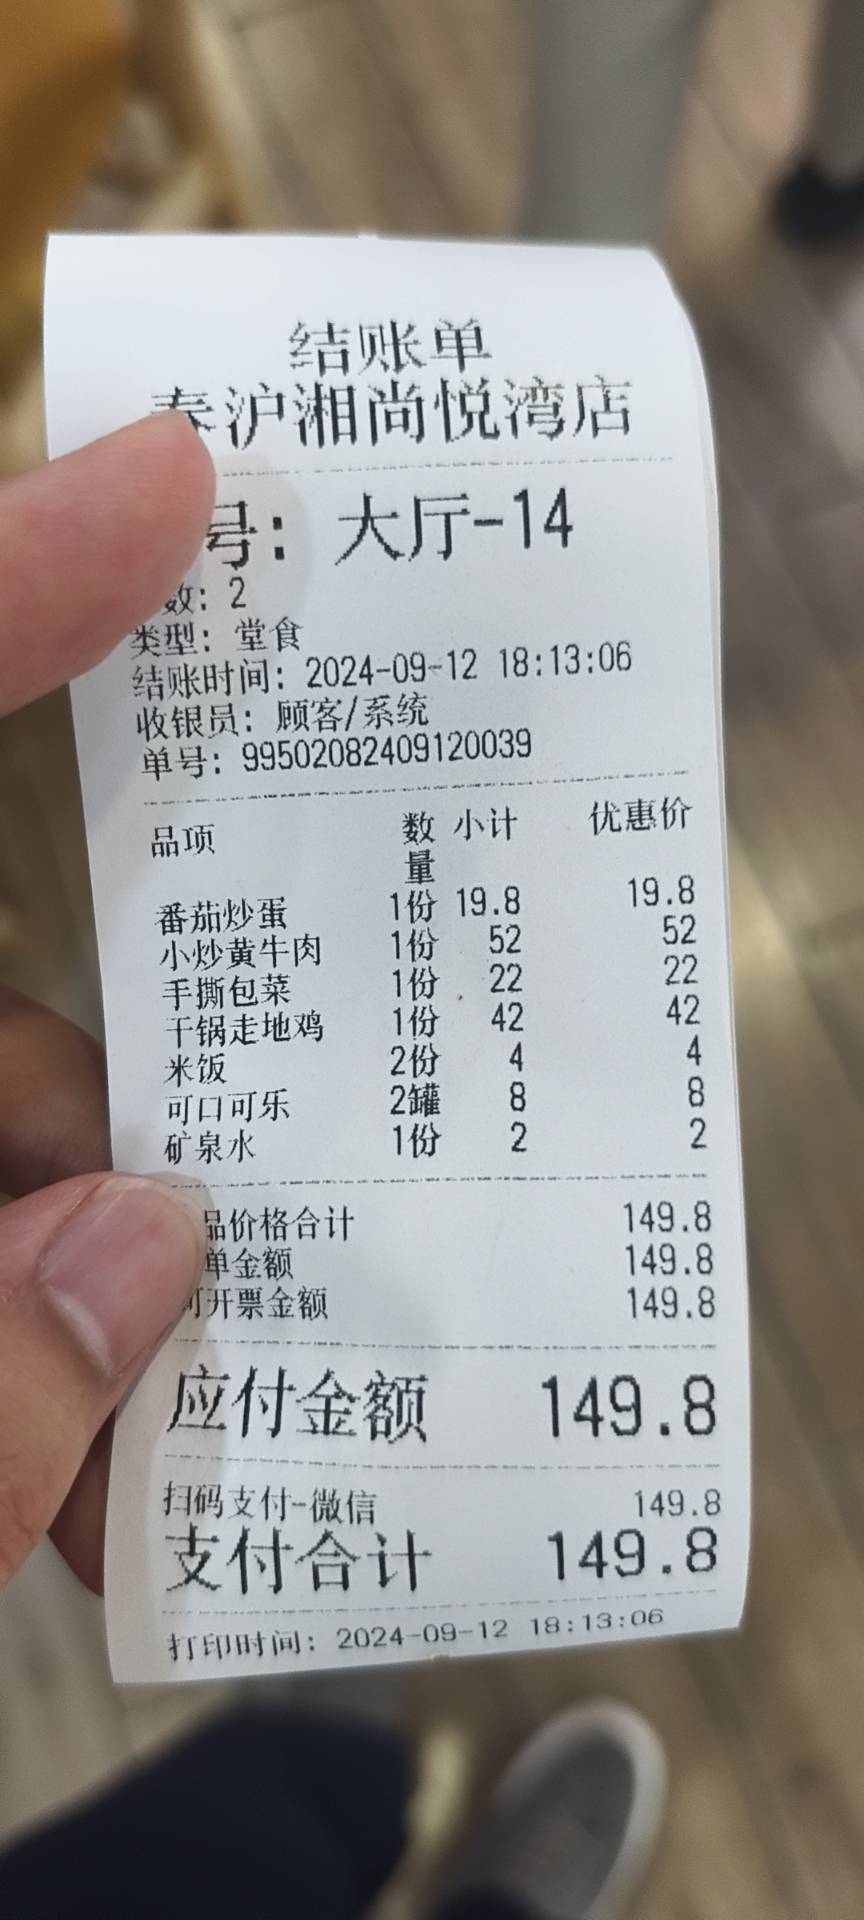 结账单
秦沪湘尚悦湾店
号：大厅-14
数：2
类型：堂食
结账时间：2024-09-12 18:13:06
收银员：顾客/系统
单号：99502082409120039
品项 数量 小计 优惠价
番茄炒蛋 1份 19.8 19.8
小炒黄牛肉 1份 52 52
手撕包菜 1份 22 22
干锅走地鸡 1份 42 42
米饭 2份 4 4
可口可乐 2罐 8 8
矿泉水 1份 2 2
品价格合计 149.8
单金额 149.8
可开票金额 149.8
应付金额 149.8
扫码支付-微信 149.8
支付合计 149.8
打印时间：2024-09-12 18:13:06